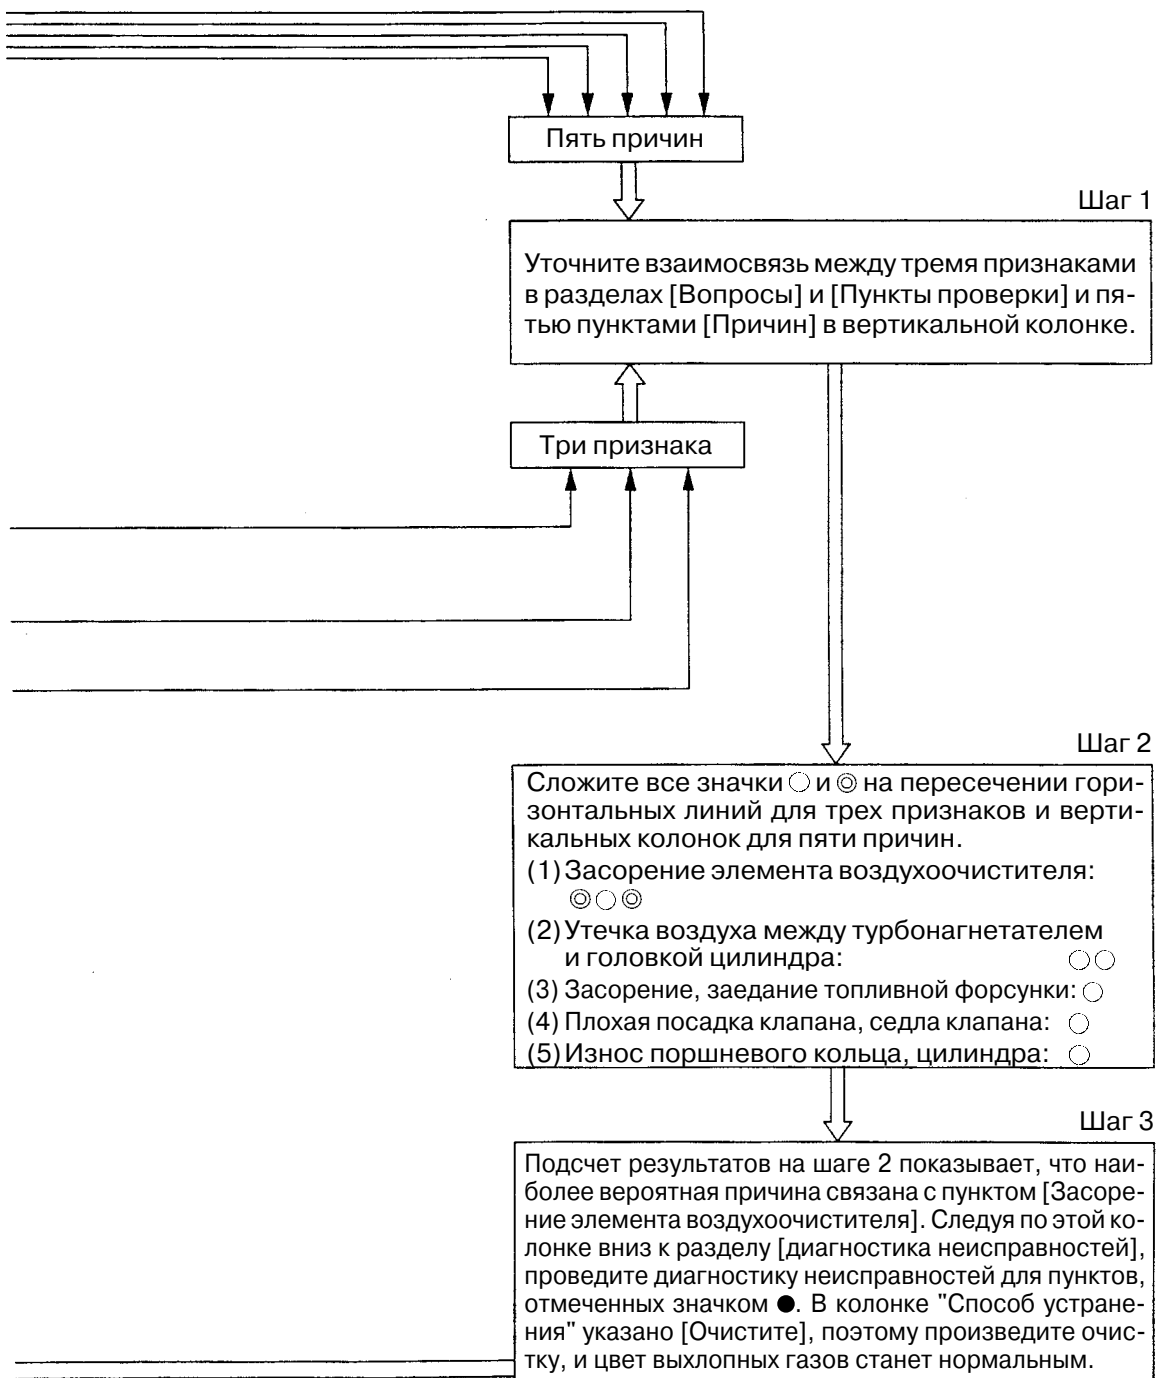 Пять причин
Шаг 1
Уточните взаимосвязь между тремя признаками
в разделах [Вопросы] и [Пункты проверки] и пя-
тью пунктами [Причин] в вертикальной колонке.
Три признака
Шаг 2
Сложите все значки ○ и ◎ на пересечении гори-
зонтальных линий для трех признаков и верти-
кальных колонок для пяти причин.
(1) Засорение элемента воздухоочистителя:
◎○◎
(2) Утечка воздуха между турбонагнетателем
и головкой цилиндра: ○○
(3) Засорение, заедание топливной форсунки: ○
(4) Плохая посадка клапана, седла клапана: ○
(5) Износ поршневого кольца, цилиндра: ○
Шаг 3
Подсчет результатов на шаге 2 показывает, что наи-
более вероятная причина связана с пунктом [Засоре-
ние элемента воздухоочистителя]. Следуя по этой ко-
лонке вниз к разделу [диагностика неисправностей],
проведите диагностику неисправностей для пунктов,
отмеченных значком ●. В колонке "Способ устране-
ния" указано [Очистите], поэтому произведите очис-
тку, и цвет выхлопных газов станет нормальным.